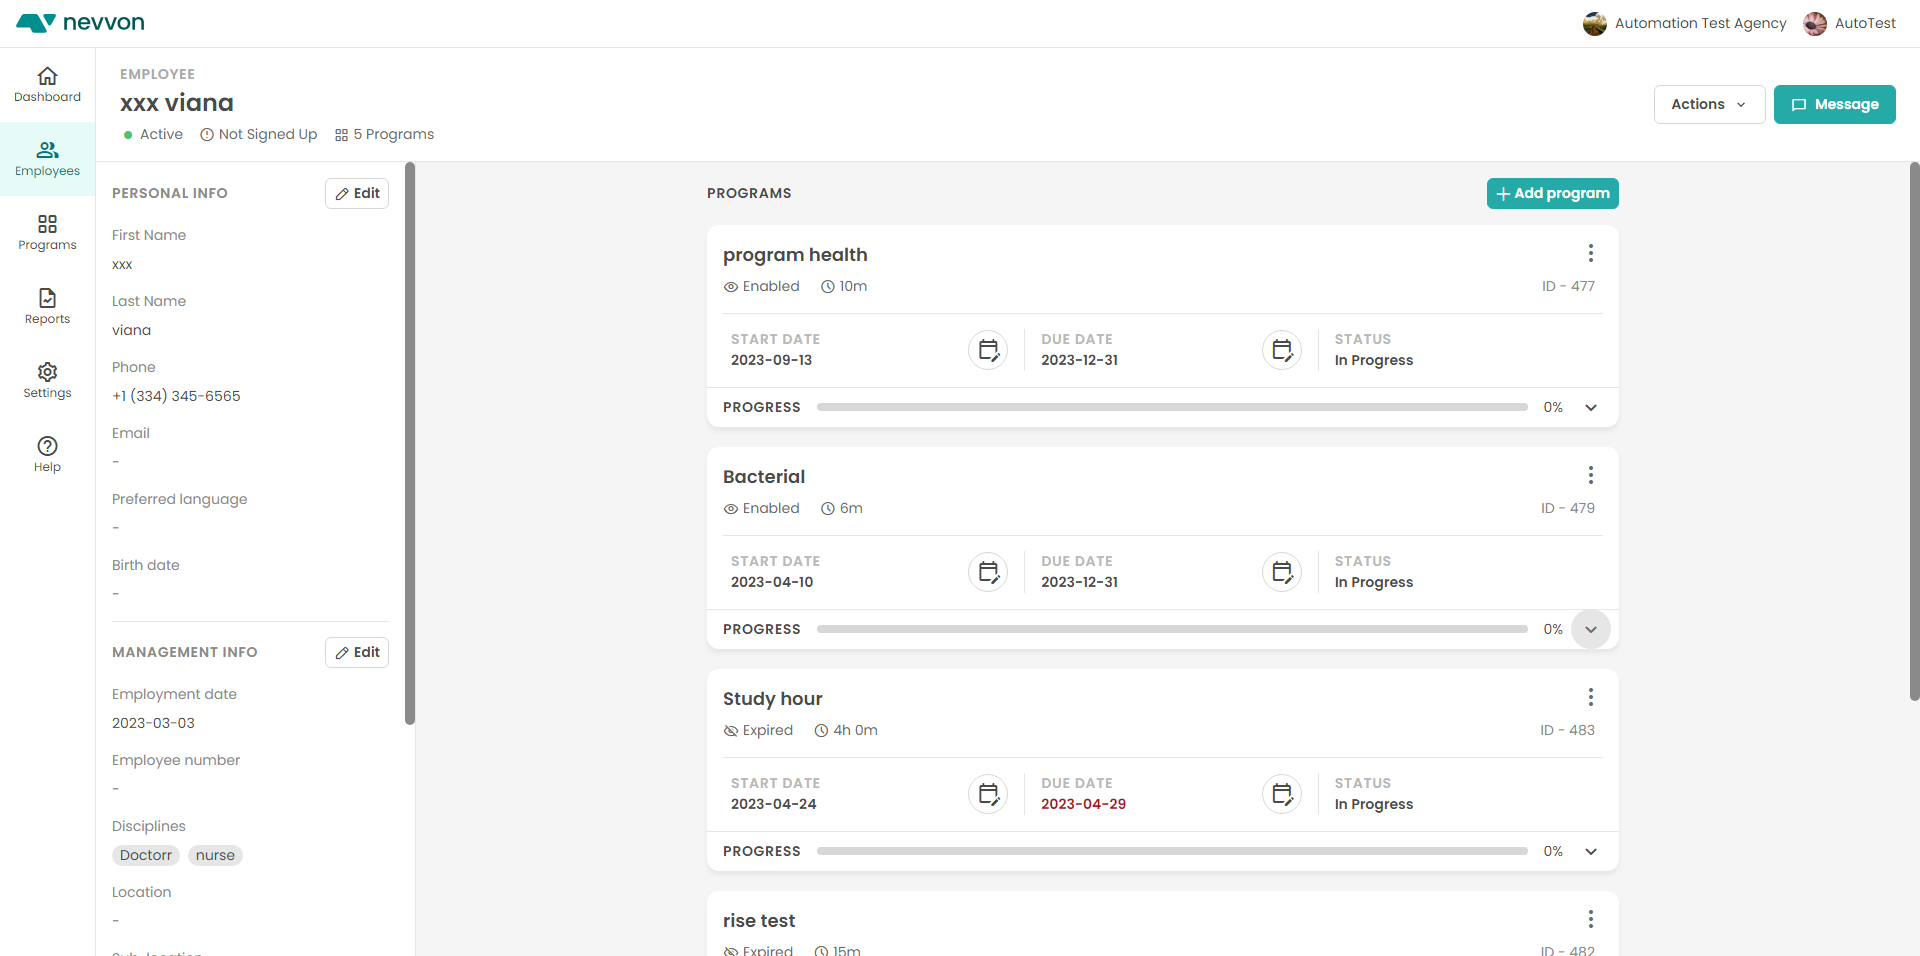 nevvon
Automation Test Agency
AutoTest
Dashboard
Employees
Programs
Reports
Settings
Help
EMPLOYEE
xxx viana
Active
Not Signed Up
5 Programs
Actions
Message
PERSONAL INFO
Edit
First Name
xxx
Last Name
viana
Phone
+1 (334) 345-6565
Email
-
Preferred language
-
Birth date
-
MANAGEMENT INFO
Edit
Employment date
2023-03-03
Employee number
-
Disciplines
Doctorr nurse
Location
-
Sub-location
PROGRAMS
+ Add program
program health
Enabled 10m ID - 477
START DATE DUE DATE STATUS
2023-09-13 2023-12-31 In Progress
PROGRESS 0%
Bacterial
Enabled 6m ID - 479
START DATE DUE DATE STATUS
2023-04-10 2023-12-31 In Progress
PROGRESS 0%
Study hour
Expired 4h 0m ID - 483
START DATE DUE DATE STATUS
2023-04-24 2023-04-29 In Progress
PROGRESS 0%
rise test
Expired 15m ID - 482